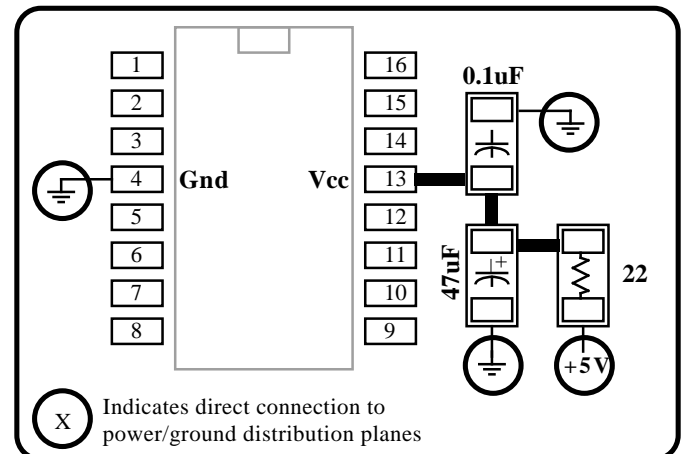 1 16 0.1uF
2 15
3 14
4 Gnd Vcc 13
5 12
6 11 47uF 22
7 10
8 9 +5V
X Indicates direct connection to
power/ground distribution planes